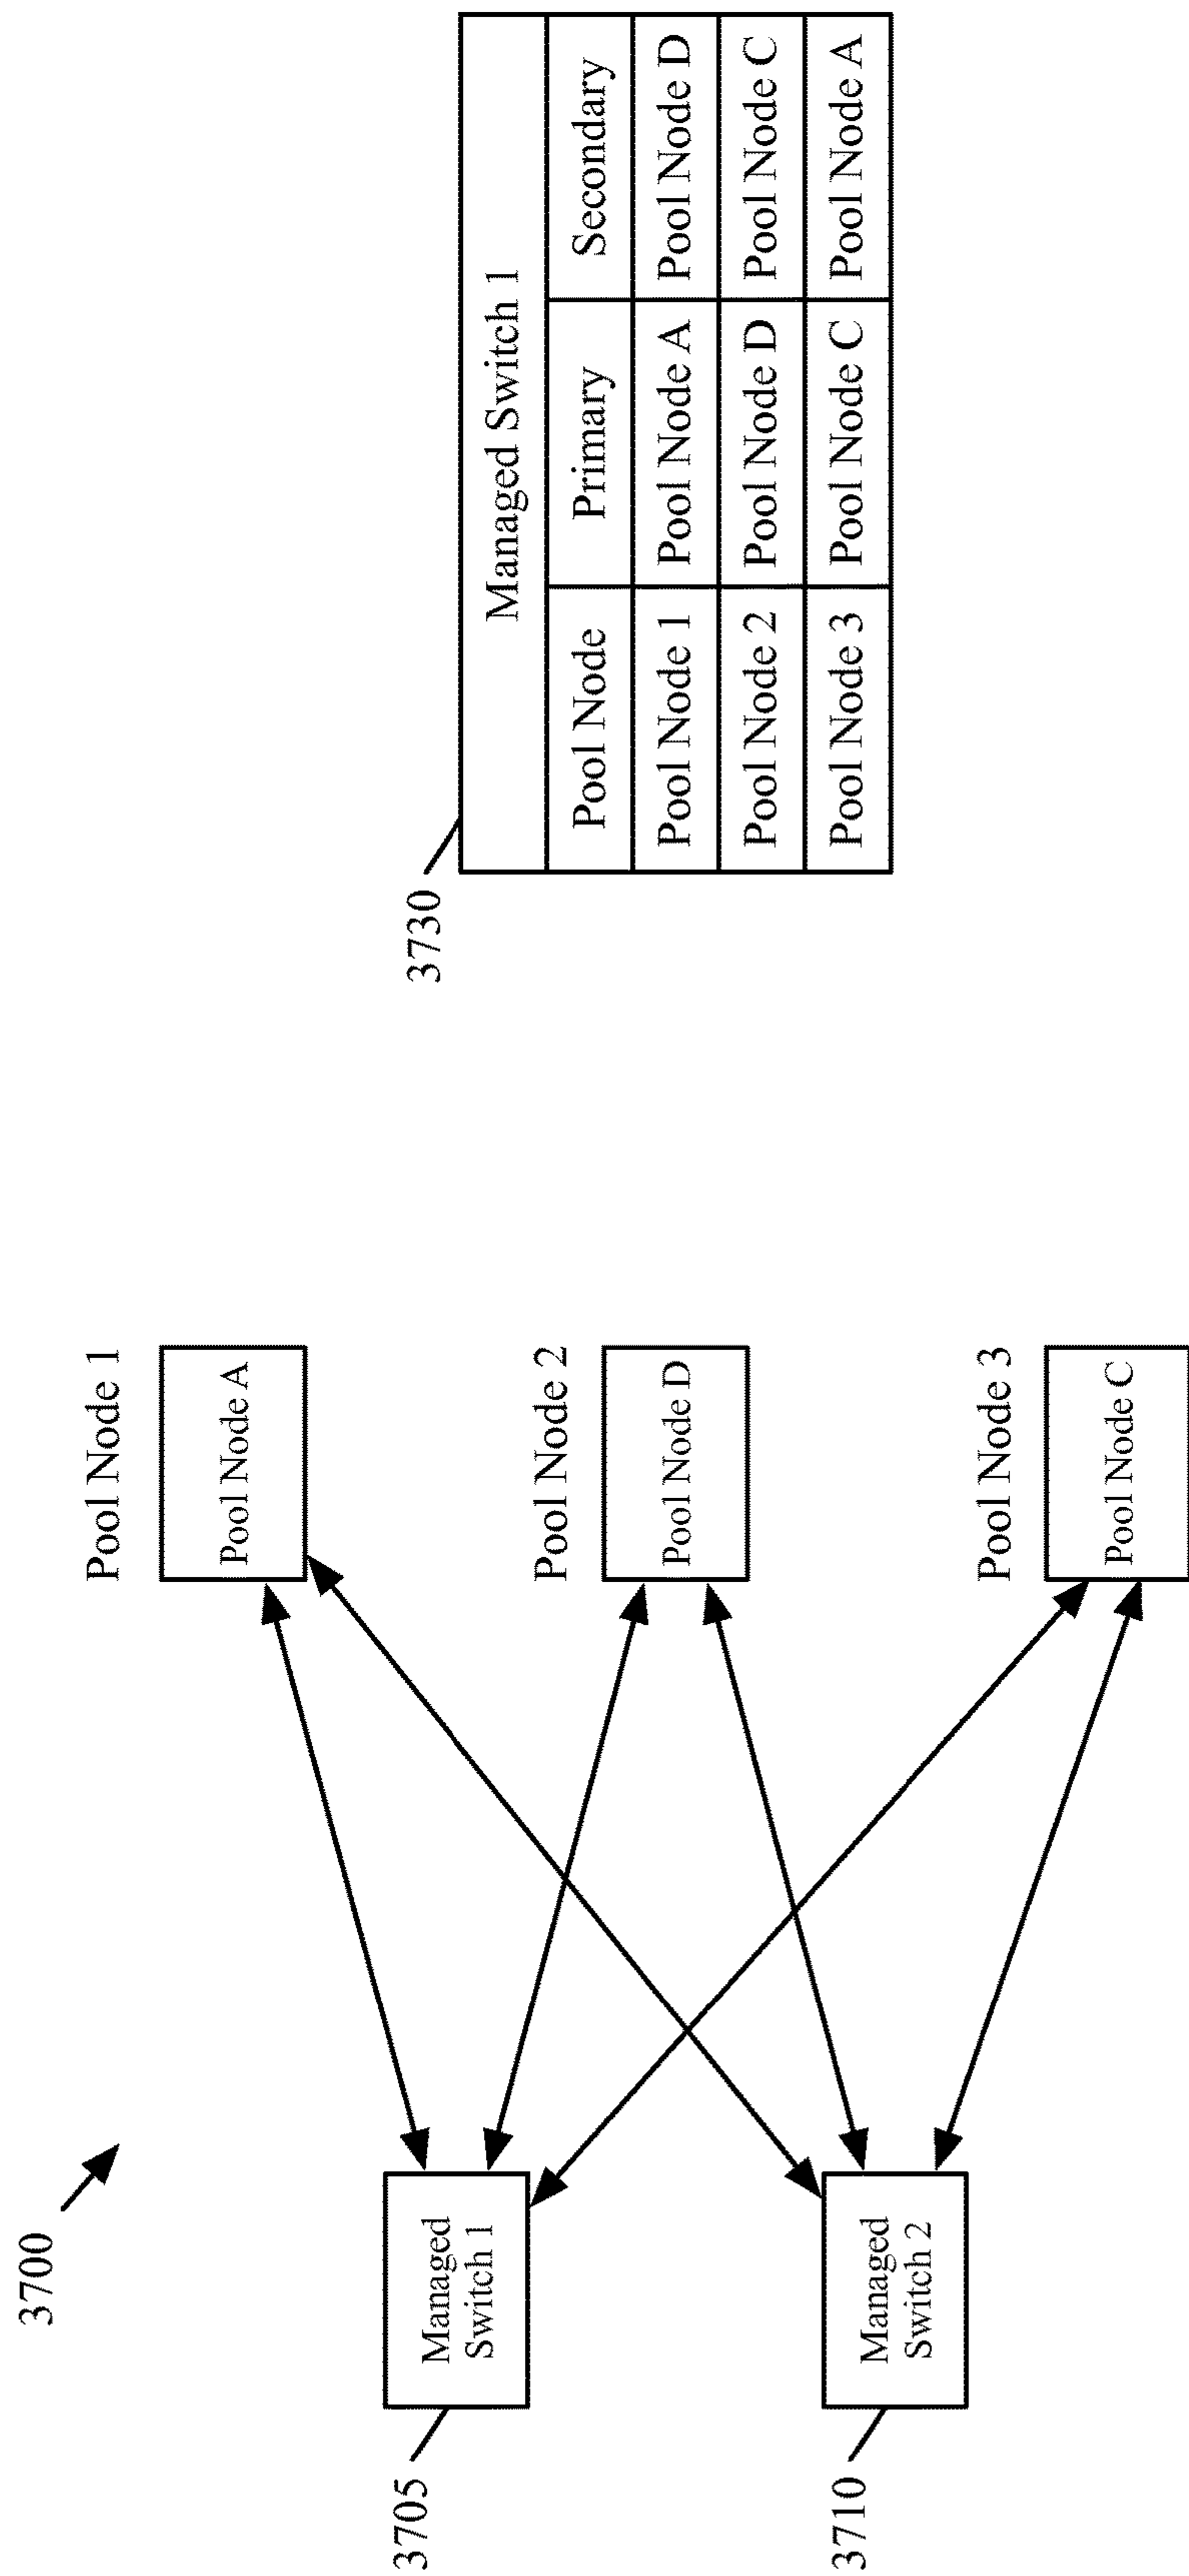 3700
3705
Managed
Switch 1
3710
Managed
Switch 2
Pool Node 1
Pool Node A
Pool Node 2
Pool Node D
Pool Node 3
Pool Node C
3730
Managed Switch 1
Pool Node Primary Secondary
Pool Node 1 Pool Node A Pool Node D
Pool Node 2 Pool Node D Pool Node C
Pool Node 3 Pool Node C Pool Node A